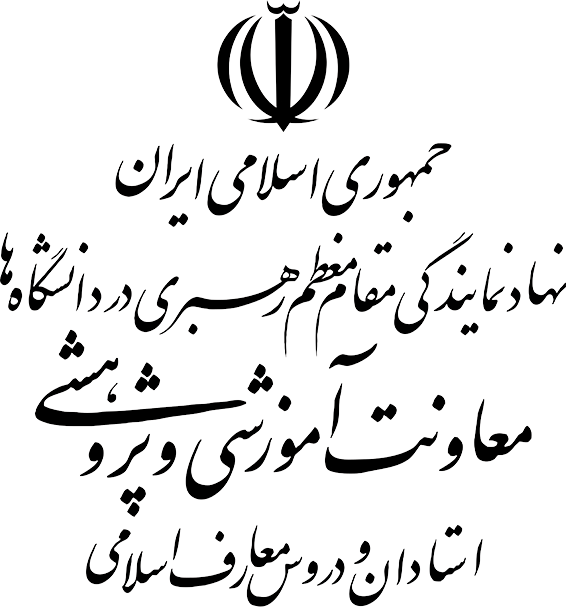 جمهوری اسلامی ایران
نهاد نمایندگی مقام معظم رهبری در دانشگاه‌ها
معاونت آموزشی و پژوهشی
استادان و دروس معارف اسلامی